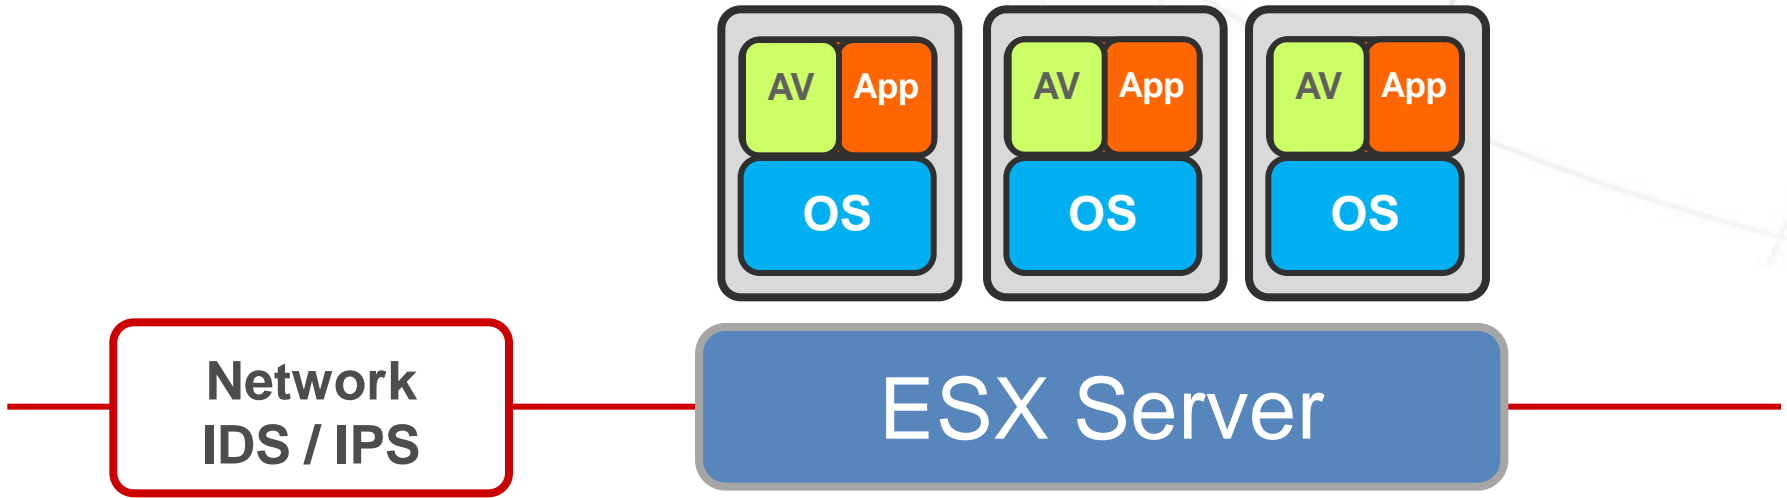 AV App
AV App
AV App
OS
OS
OS
Network
IDS / IPS
ESX Server